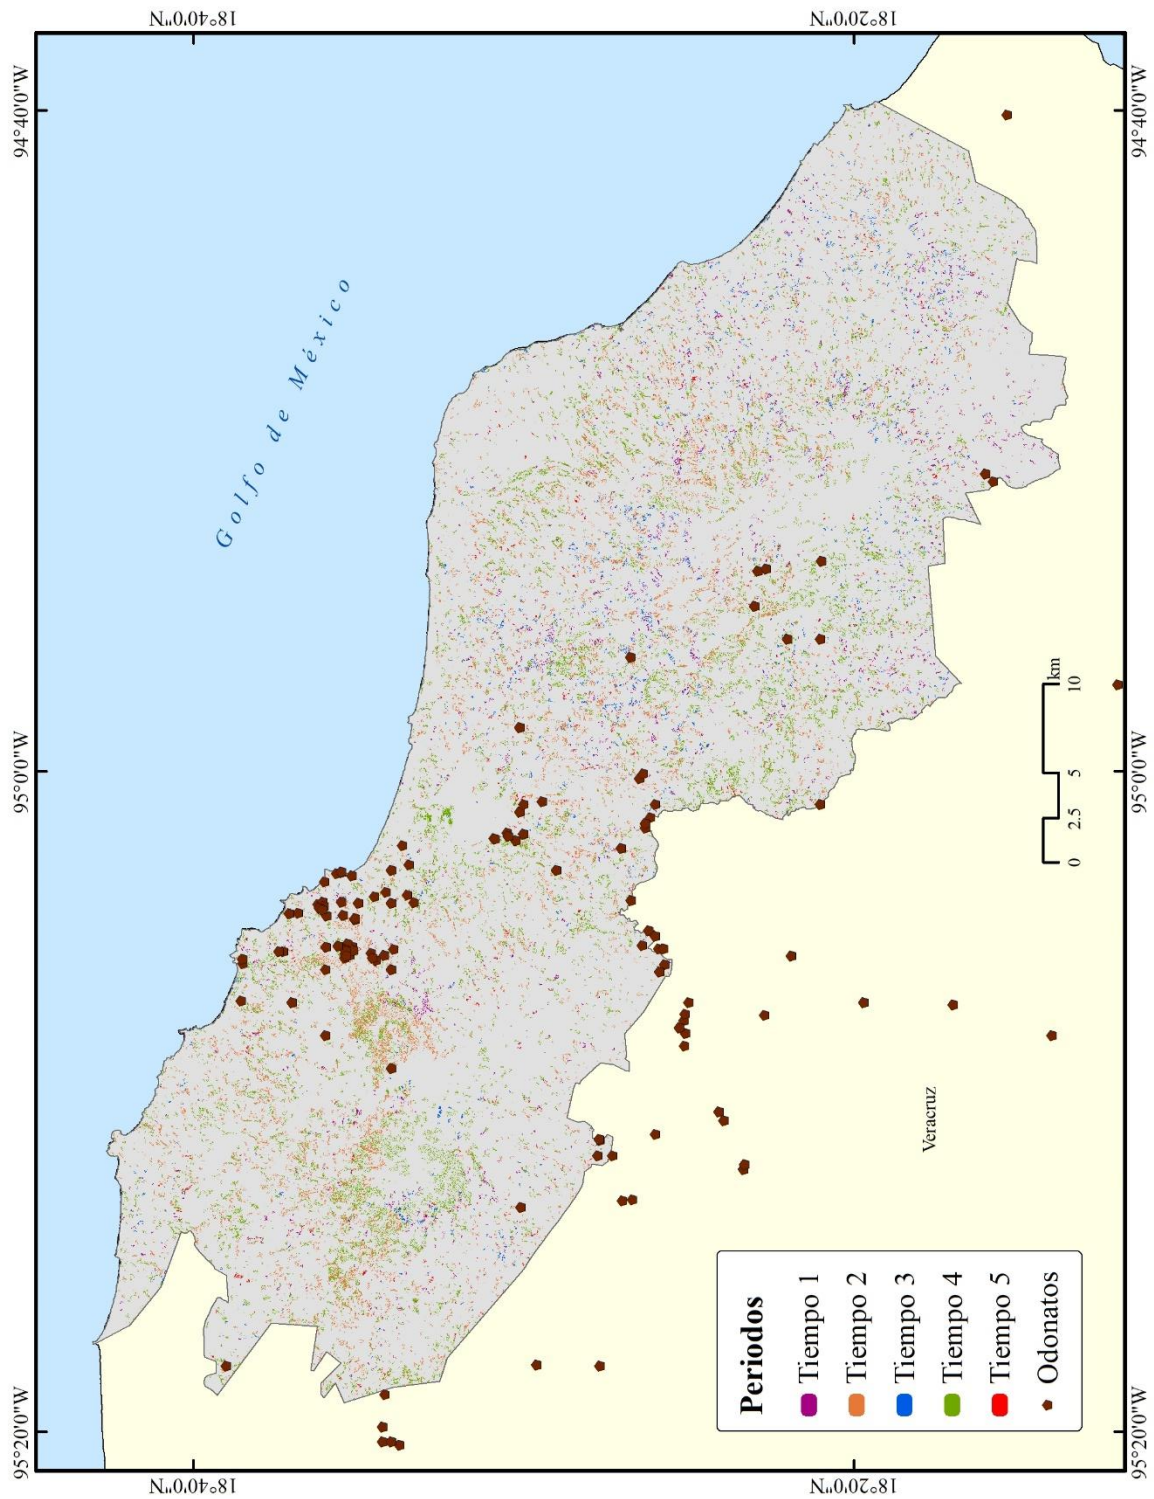 95°20'0"W
95°0'0"W
94°40'0"W
18°40'0"N
18°40'0"N
Golfo de México
18°20'0"N
18°20'0"N
Veracruz
Periodos
Tiempo 1
Tiempo 2
Tiempo 3
Tiempo 4
Tiempo 5
Odonatos
0 2.5 5 10
km
95°20'0"W
95°0'0"W
94°40'0"W